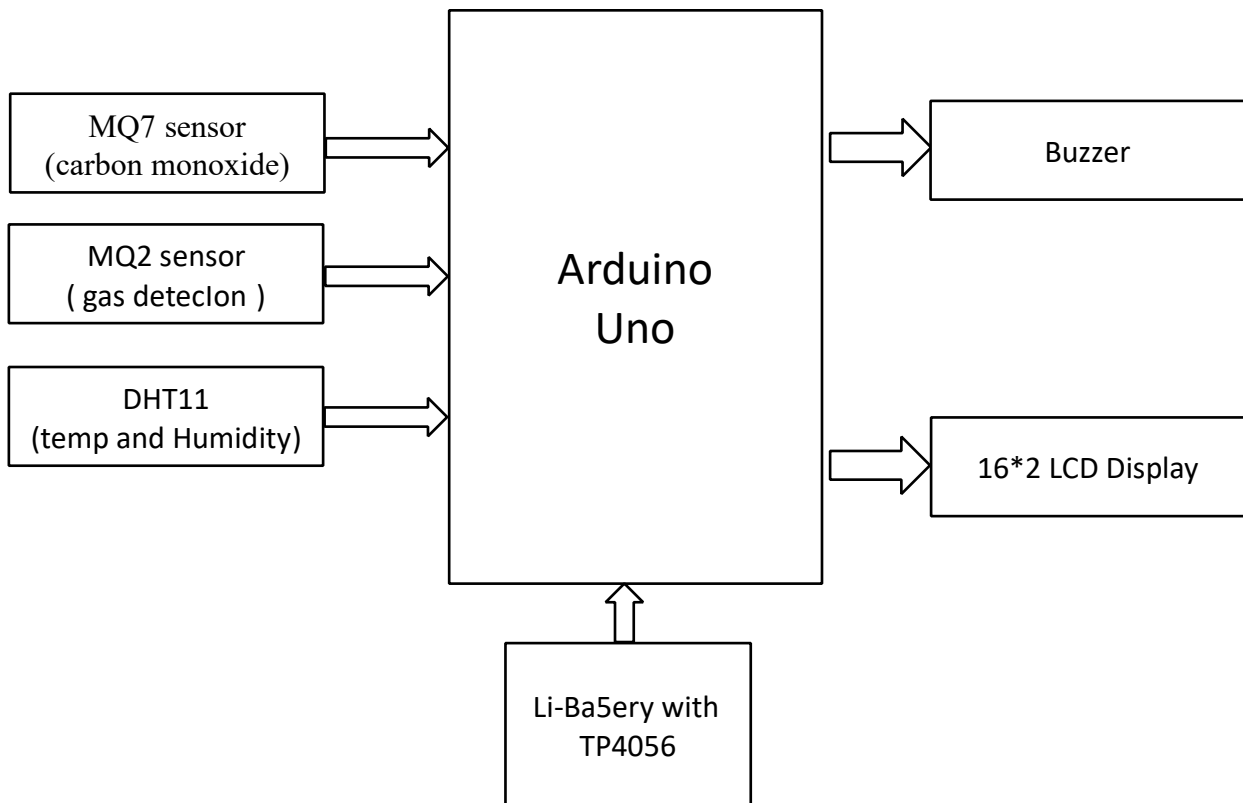 MQ7 sensor
(carbon monoxide)
MQ2 sensor
( gas detecIon )
DHT11
(temp and Humidity)
Arduino
Uno
Buzzer
16*2 LCD Display
Li-Ba5ery with
TP4056